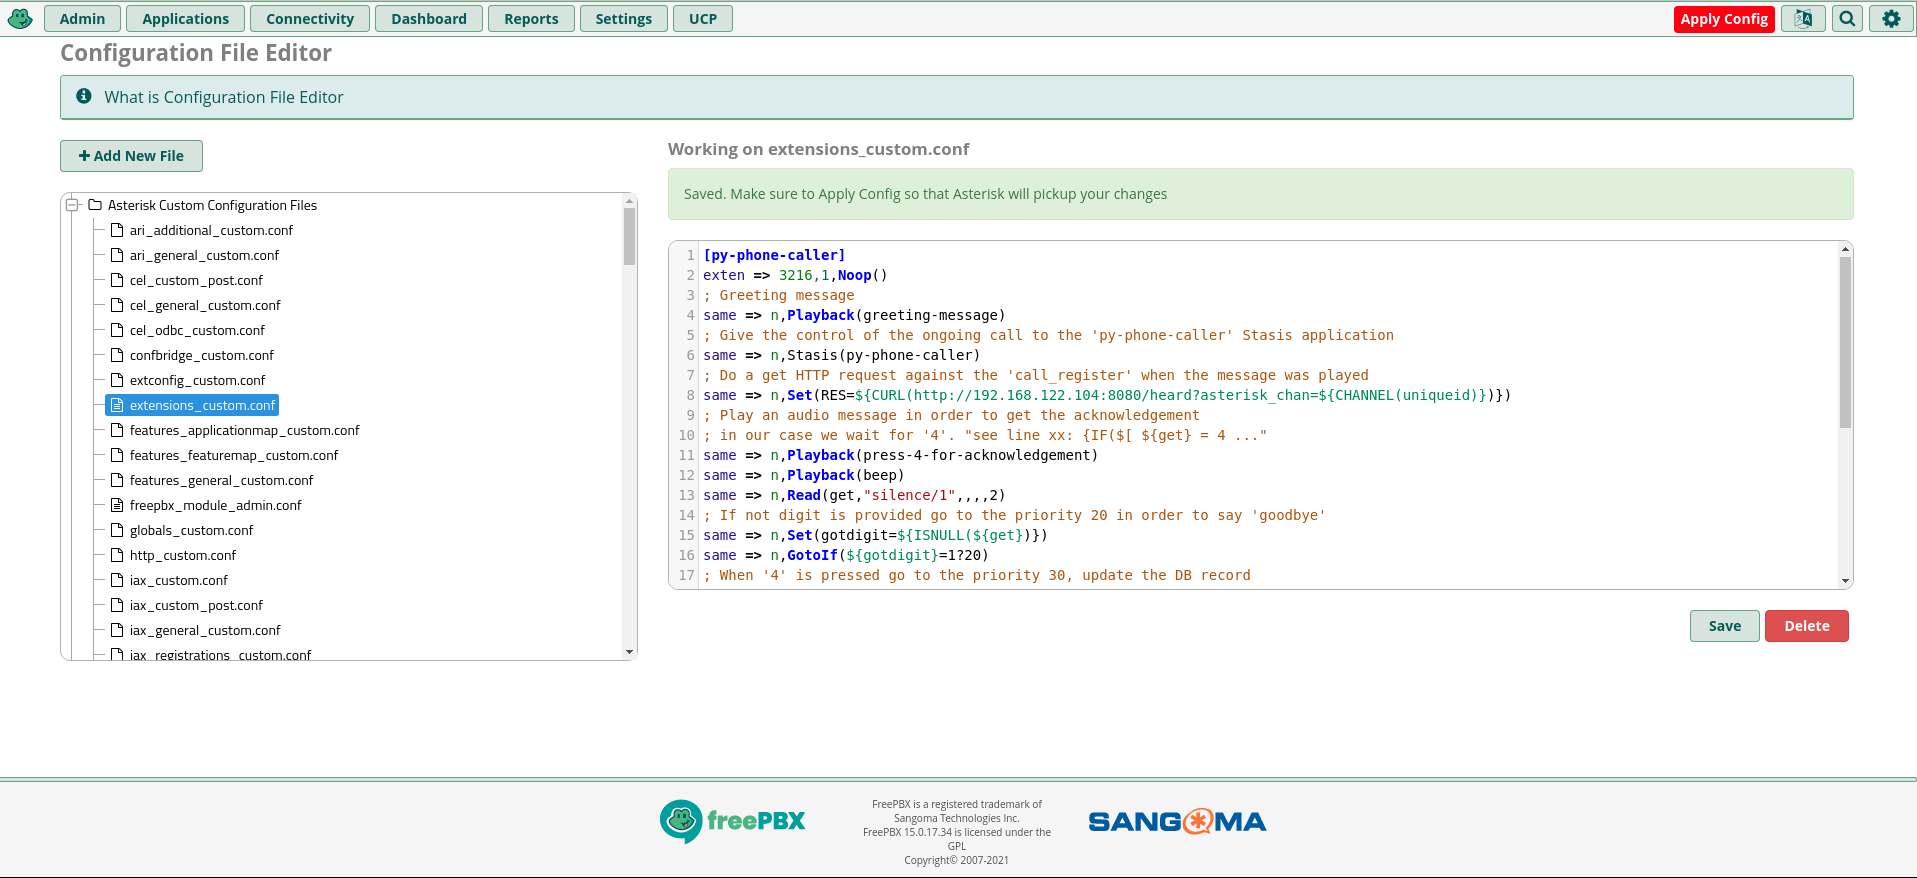 Admin Applications Connectivity Dashboard Reports Settings UCP Apply Config
Configuration File Editor
What is Configuration File Editor
Add New File
Asterisk Custom Configuration Files
ari_additional_custom.conf
ari_general_custom.conf
cel_custom_post.conf
cel_general_custom.conf
cel_odbc_custom.conf
confbridge_custom.conf
extconfig_custom.conf
extensions_custom.conf
features_applicationmap_custom.conf
features_featuremap_custom.conf
features_general_custom.conf
freepbx_module_admin.conf
globals_custom.conf
http_custom.conf
iax_custom.conf
iax_custom_post.conf
iax_general_custom.conf
iax_registrations_custom.conf
Working on extensions_custom.conf
Saved. Make sure to Apply Config so that Asterisk will pickup your changes
1 [py-phone-caller]
2 exten => 3216,1,Noop()
3 ; Greeting message
4 same => n,Playback(greeting-message)
5 ; Give the control of the ongoing call to the 'py-phone-caller' Stasis application
6 same => n,Stasis(py-phone-caller)
7 ; Do a get HTTP request against the 'call_register' when the message was played
8 same => n,Set(RES=${CURL(http://192.168.122.104:8080/heard?asterisk_chan=${CHANNEL(uniqueid)})})
9 ; Play an audio message in order to get the acknowledgement
10 ; in our case we wait for '4'. "see line xx: {IF($[ ${get} = 4 ..."
11 same => n,Playback(press-4-for-acknowledgement)
12 same => n,Playback(beep)
13 same => n,Read(get,"silence/1",,,,2)
14 ; If not digit is provided go to the priority 20 in order to say 'goodbye'
15 same => n,Set(gotdigit=${ISNULL(${get})})
16 same => n,GotoIf(${gotdigit}=1?20)
17 ; When '4' is pressed go to the priority 30, update the DB record
Save Delete
freePBX
FreePBX is a registered trademark of
Sangoma Technologies Inc.
FreePBX 15.0.17.34 is licensed under the
GPL
Copyright© 2007-2021
SANGOMA